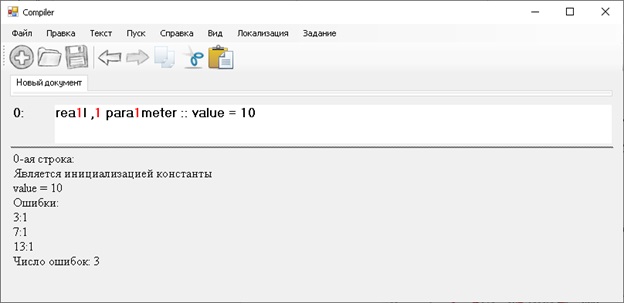 Compiler
Файл Правка Текст Пуск Справка Вид Локализация Задание
Новый документ
0: rea1l ,1 para1meter :: value = 10
0-ая строка:
Является инициализацией константы
value = 10
Ошибки:
3:1
7:1
13:1
Число ошибок: 3